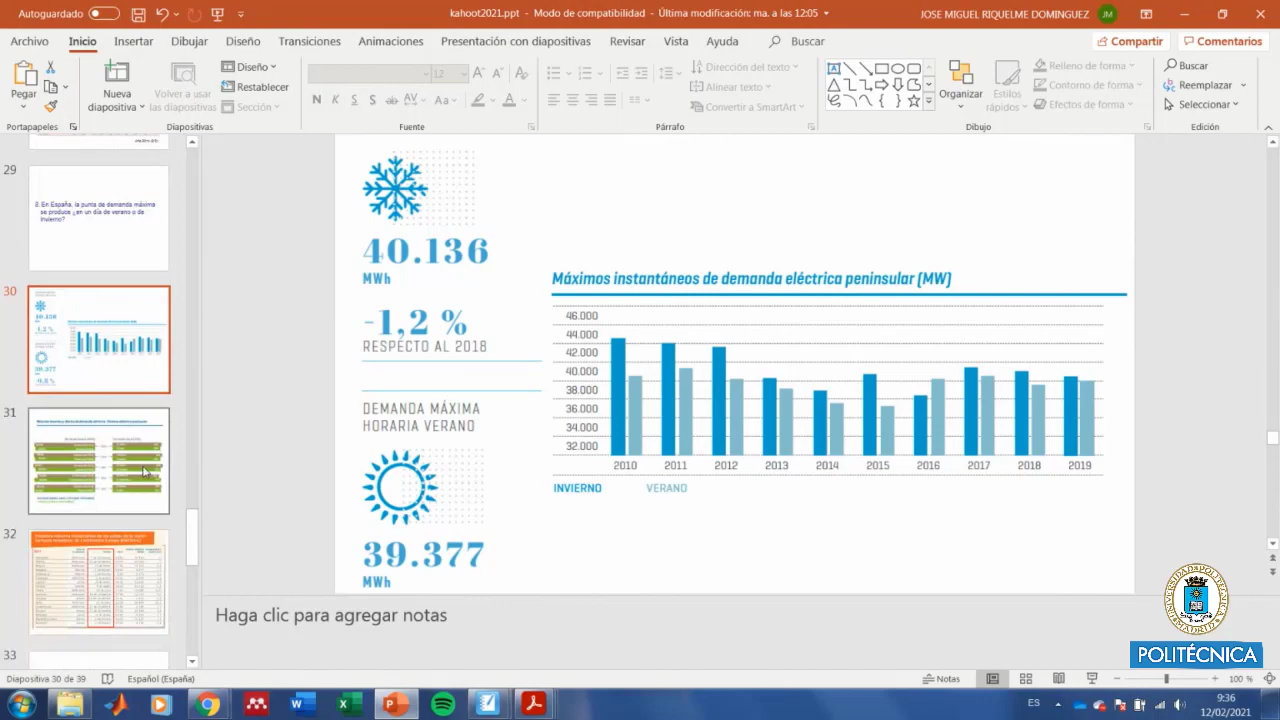 Autoguardado
kahoot2021.ppt - Modo de compatibilidad - Última modificación: ma. a las 12:05
JOSE MIGUEL RIQUELME DOMINGUEZ
JM
Archivo Inicio Insertar Dibujar Diseño Transiciones Animaciones Presentación con diapositivas Revisar Vista Ayuda Buscar
Compartir Comentarios
Pegar
Nueva diapositiva
Volver a usar las diapositivas
Diseño
Restablecer
Sección
12
N K S S ab AV Aa A
Dirección del texto
Alinear texto
Convertir a SmartArt
Organizar
Estilos rápidos
Relleno de forma
Contorno de forma
Efectos de forma
Buscar
Reemplazar
Seleccionar
Portapapeles Diapositivas Fuente Párrafo Dibujo Edición
29
8. En España, la punta de demanda máxima
se produce ¿en un día de verano o de
Invierno?
30
31
32
33
40.136
MWh
-1,2 %
RESPECTO AL 2018
DEMANDA MÁXIMA
HORARIA VERANO
39.377
MWh
Máximos instantáneos de demanda eléctrica peninsular (MW)
46.000
44.000
42.000
40.000
38.000
36.000
34.000
32.000
2010 2011 2012 2013 2014 2015 2016 2017 2018 2019
INVIERNO VERANO
Haga clic para agregar notas
POLITÉCNICA
Diapositiva 30 de 39 Español (España) Notas 100 %
ES
9:36
12/02/2021